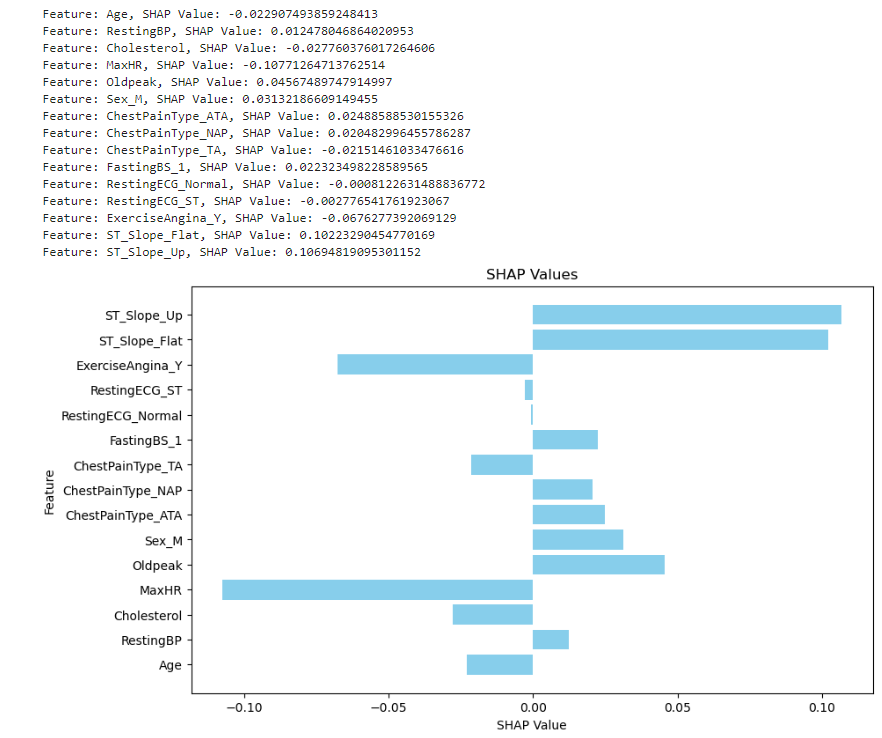 Feature: Age, SHAP Value: -0.022907493859248413
Feature: RestingBP, SHAP Value: 0.012478046864020953
Feature: Cholesterol, SHAP Value: -0.027760376017264606
Feature: MaxHR, SHAP Value: -0.10771264713762514
Feature: Oldpeak, SHAP Value: 0.04567489747914997
Feature: Sex_M, SHAP Value: 0.03132186609149455
Feature: ChestPainType_ATA, SHAP Value: 0.02488588530155326
Feature: ChestPainType_NAP, SHAP Value: 0.020482996455786287
Feature: ChestPainType_TA, SHAP Value: -0.02151461033476616
Feature: FastingBS_1, SHAP Value: 0.022323498228589565
Feature: RestingECG_Normal, SHAP Value: -0.0008122631488836772
Feature: RestingECG_ST, SHAP Value: -0.002776541761923067
Feature: ExerciseAngina_Y, SHAP Value: -0.0676277392069129
Feature: ST_Slope_Flat, SHAP Value: 0.10223290454770169
Feature: ST_Slope_Up, SHAP Value: 0.10694819095301152
SHAP Values
ST_Slope_Up
ST_Slope_Flat
ExerciseAngina_Y
RestingECG_ST
RestingECG_Normal
FastingBS_1
ChestPainType_TA
ChestPainType_NAP
ChestPainType_ATA
Sex_M
Oldpeak
MaxHR
Cholesterol
RestingBP
Age
Feature
−0.10 −0.05 0.00 0.05 0.10
SHAP Value